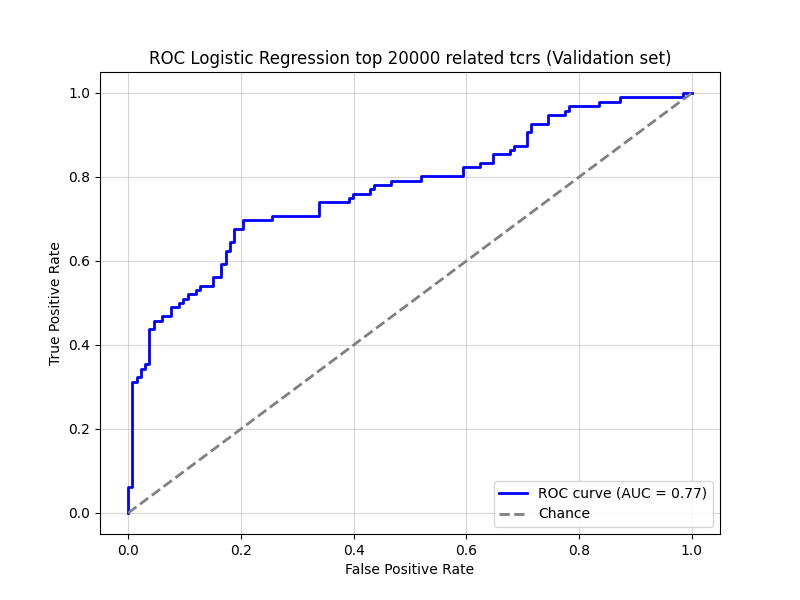 ROC Logistic Regression top 20000 related tcrs (Validation set)
1.0
0.8
0.6
0.4
0.2
0.0
True Positive Rate
ROC curve (AUC = 0.77)
Chance
0.0 0.2 0.4 0.6 0.8 1.0
False Positive Rate